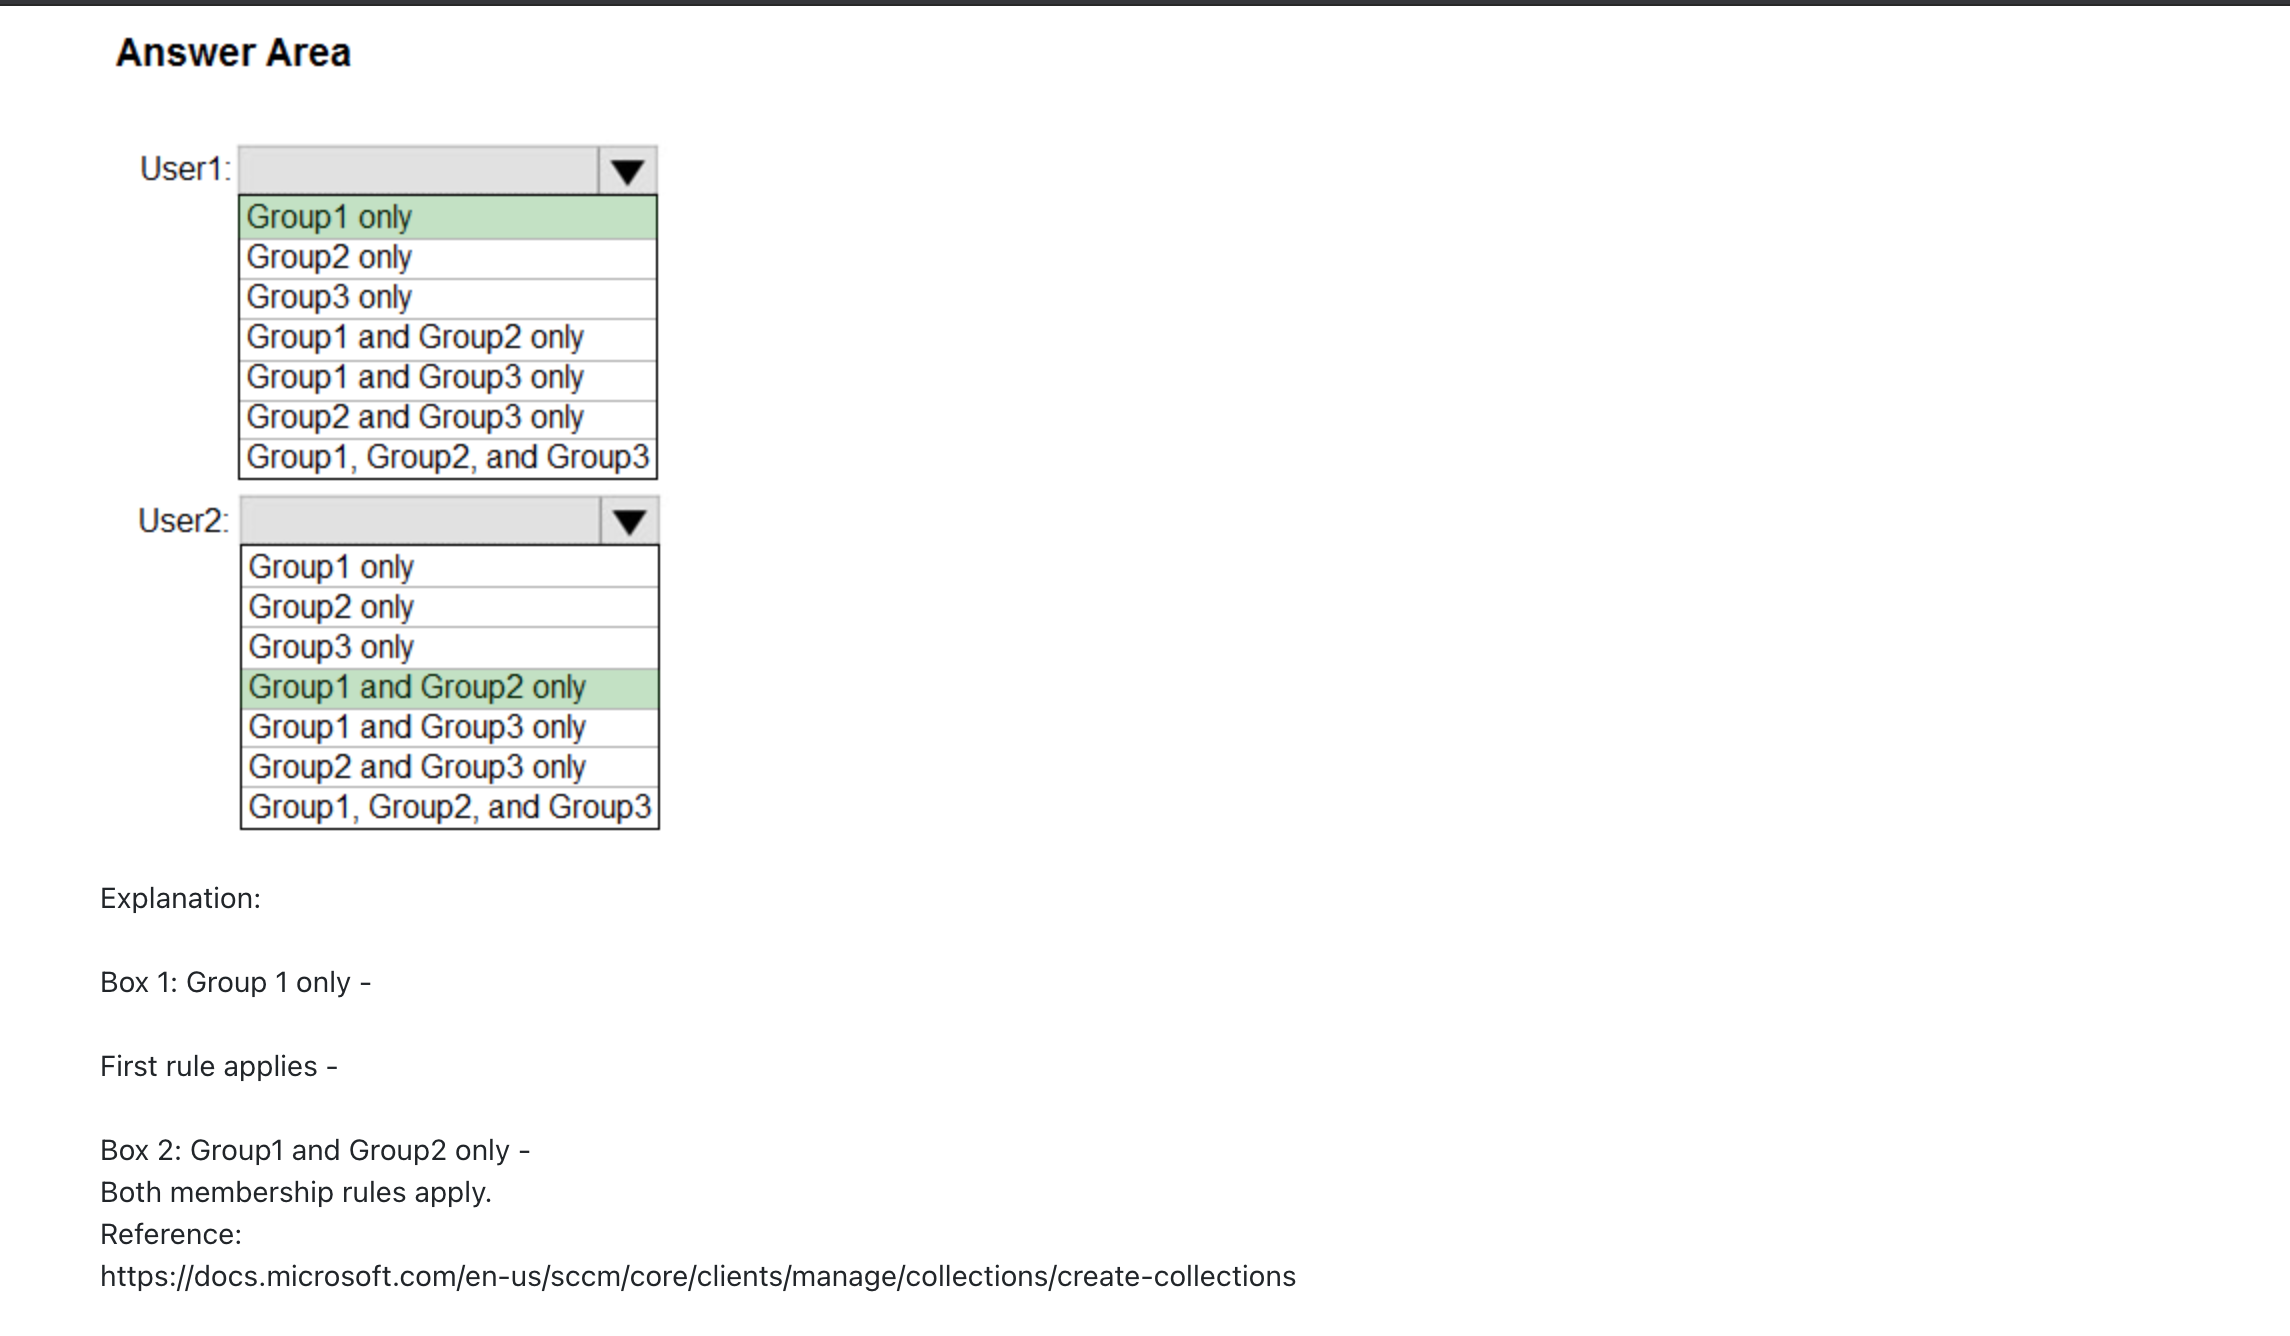 Answer Area
User1:
Group1 only
Group2 only
Group3 only
Group1 and Group2 only
Group1 and Group3 only
Group2 and Group3 only
Group1, Group2, and Group3
User2:
Group1 only
Group2 only
Group3 only
Group1 and Group2 only
Group1 and Group3 only
Group2 and Group3 only
Group1, Group2, and Group3
Explanation:
Box 1: Group 1 only -
First rule applies -
Box 2: Group1 and Group2 only -
Both membership rules apply.
Reference:
https://docs.microsoft.com/en-us/sccm/core/clients/manage/collections/create-collections